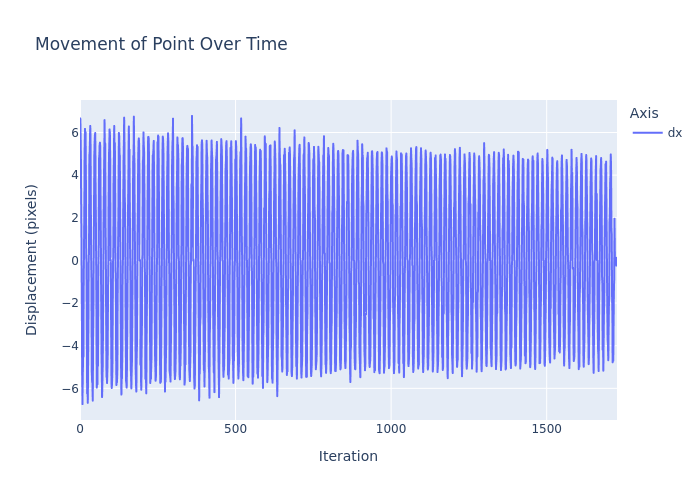 Movement of Point Over Time
Axis
dx
6
4
2
0
−2
−4
−6
Displacement (pixels)
0
500
1000
1500
Iteration